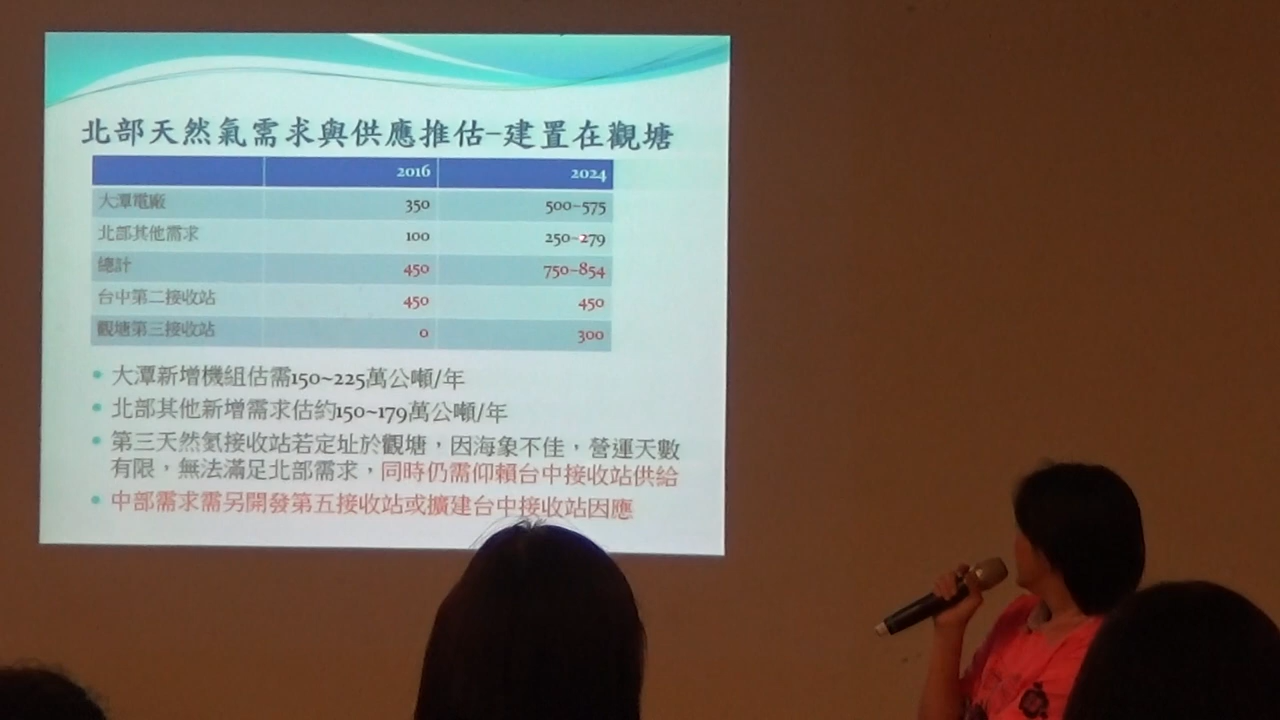 北部天然氣需求與供應推估-建置在觀塘
2016 2024
大潭電廠 350 500~575
北部其他需求 100 250~279
總計 450 750~854
台中第二接收站 450 450
觀塘第三接收站 0 300
• 大潭新增機組估需150~225萬公噸/年
• 北部其他新增需求估約150~179萬公噸/年
• 第三天然氣接收站若定址於觀塘，因海象不佳，營運天數
有限，無法滿足北部需求，同時仍需仰賴台中接收站供給
• 中部需求需另開發第五接收站或擴建台中接收站因應